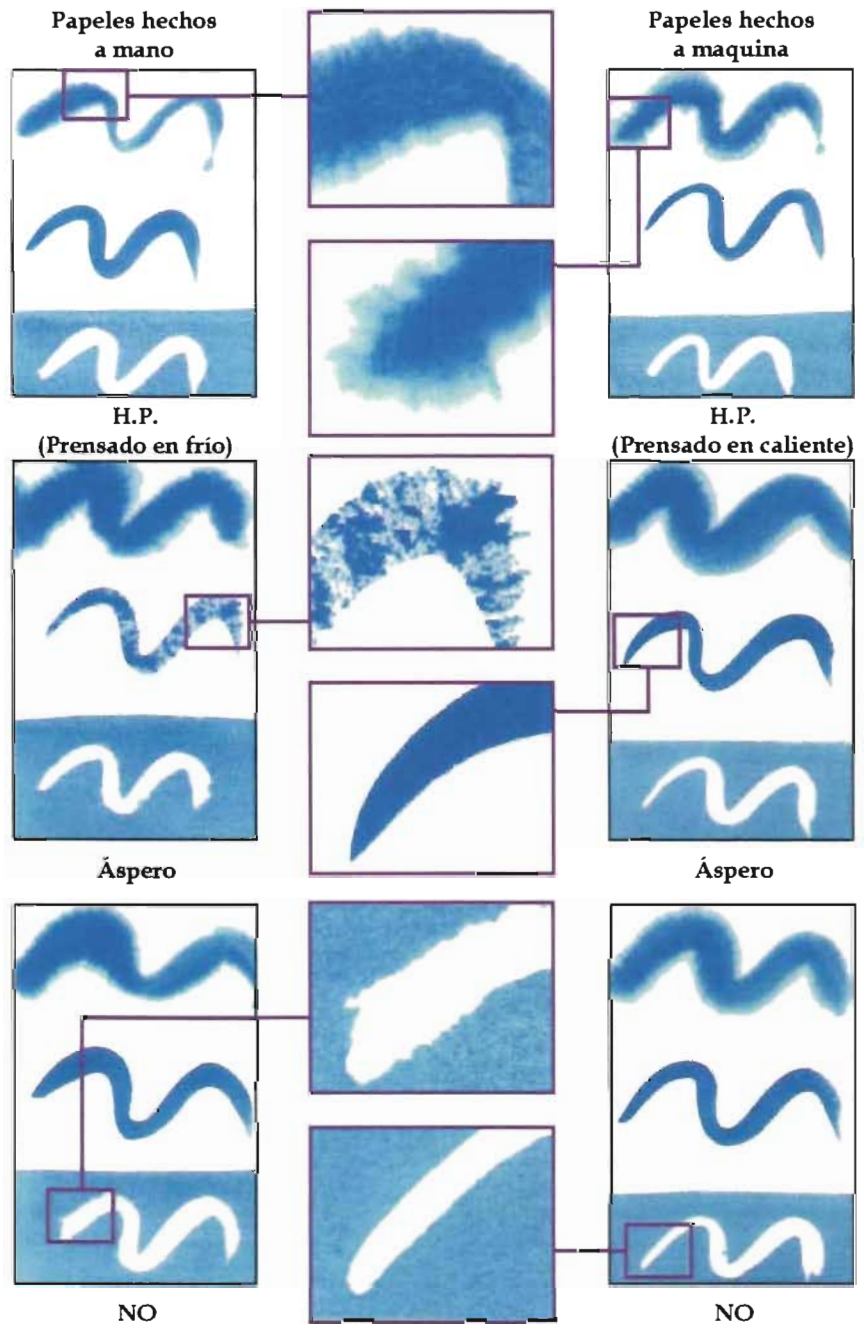 Papeles hechos
a mano
Papeles hechos
a maquina
H.P.
(Prensado en frío)
H.P.
(Prensado en caliente)
Áspero
Áspero
NO
NO